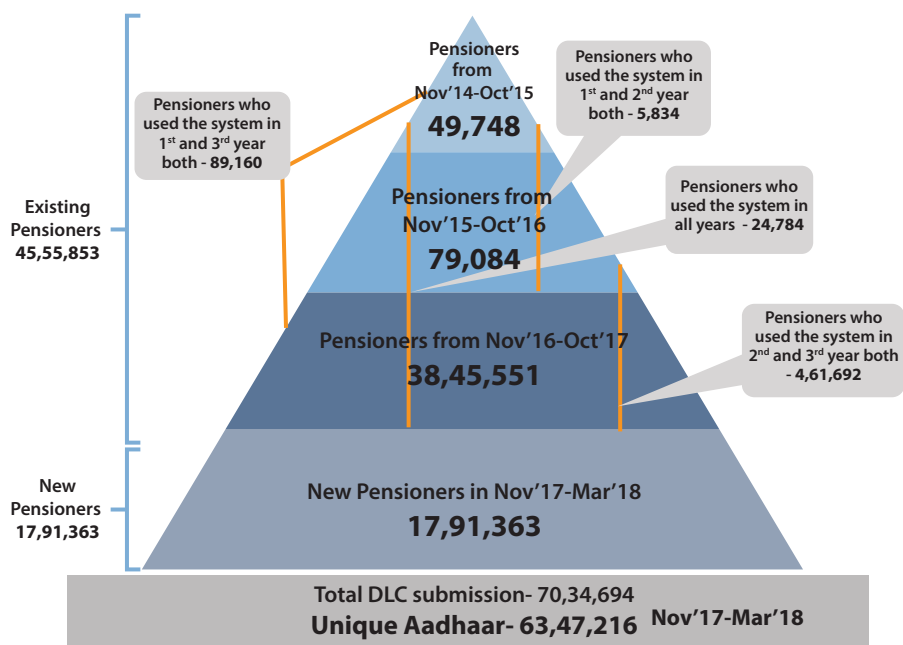 Pensioners
from
Nov'14-Oct'15
49,748
Pensioners who
used the system in
1st and 2nd year
both - 5,834
Pensioners who
used the system in
1st and 3rd year
both - 89,160
Pensioners from
Nov'15-Oct'16
79,084
Pensioners who
used the system in
all years - 24,784
Existing
Pensioners
45,55,853
Pensioners from Nov'16-Oct'17
38,45,551
Pensioners who
used the system in
2nd and 3rd year both
- 4,61,692
New
Pensioners
17,91,363
New Pensioners in Nov'17-Mar'18
17,91,363
Total DLC submission- 70,34,694
Unique Aadhaar- 63,47,216 Nov'17-Mar'18